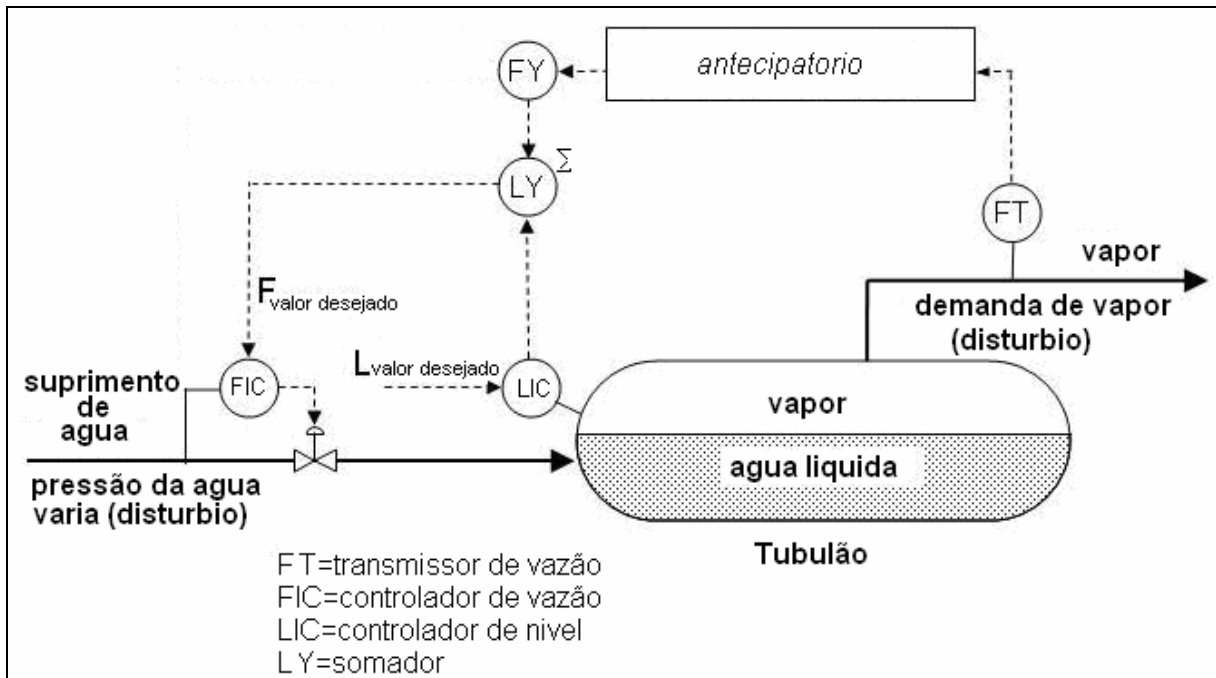 FY
antecipatorio
LY
Σ
FT
vapor
demanda de vapor
(disturbio)
F valor desejado
L valor desejado
FIC
LIC
suprimento
de
agua
vapor
agua liquida
pressão da agua
varia (disturbio)
Tubulão
FT=transmissor de vazão
FIC=controlador de vazão
LIC=controlador de nivel
LY=somador